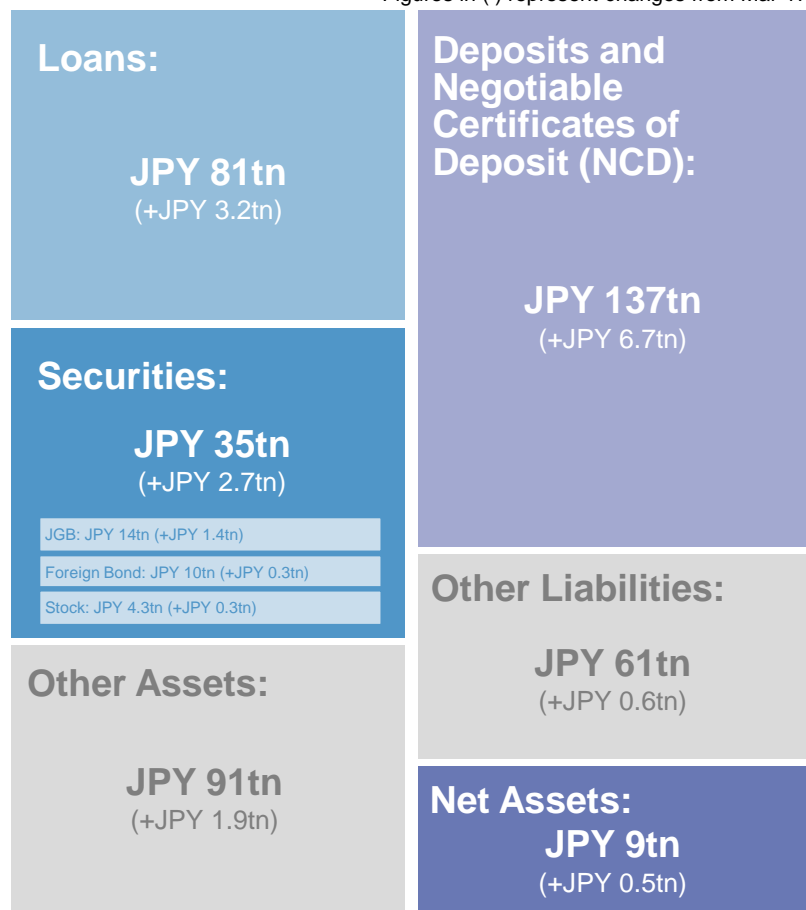 Loans:
JPY 81tn
(+JPY 3.2tn)
Securities:
JPY 35tn
(+JPY 2.7tn)
JGB: JPY 14tn (+JPY 1.4tn)
Foreign Bond: JPY 10tn (+JPY 0.3tn)
Stock: JPY 4.3tn (+JPY 0.3tn)
Other Assets:
JPY 91tn
(+JPY 1.9tn)
Deposits and
Negotiable
Certificates of
Deposit (NCD):
JPY 137tn
(+JPY 6.7tn)
Other Liabilities:
JPY 61tn
(+JPY 0.6tn)
Net Assets:
JPY 9tn
(+JPY 0.5tn)